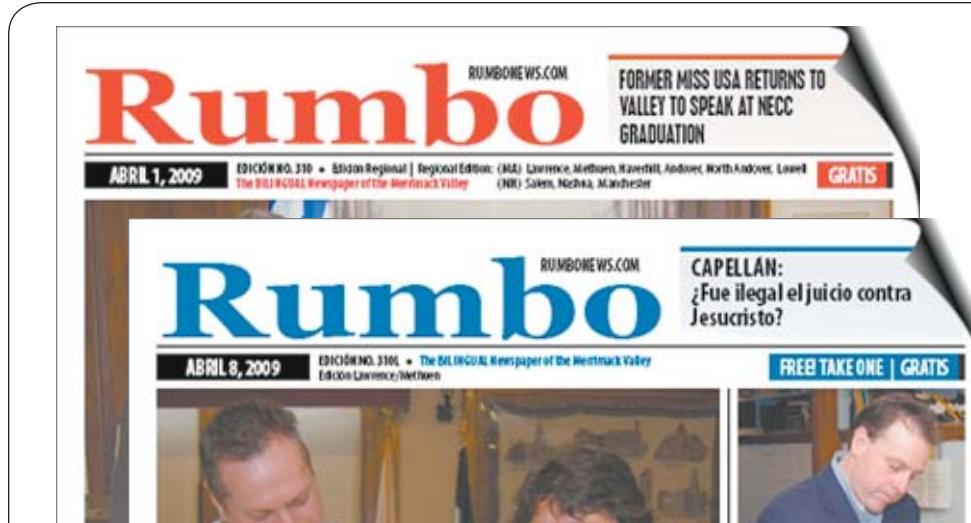 Rumbo
RUMBONEWS.COM
FORMER MISS USA RETURNS TO
VALLEY TO SPEAK AT NECC
GRADUATION
ABRIL 1, 2009
EDICIÓN NO. 310 • Edición Regional | Regional Edition: (MA) Lawrence, Methuen, Haverhill, Andover, North Andover, Lowell
The BILINGUAL Newspaper of the Merrimack Valley (NH) Salem, Nashua, Manchester
GRATIS
Rumbo
RUMBONEWS.COM
CAPELLÁN:
¿Fue ilegal el juicio contra
Jesucristo?
ABRIL 8, 2009
EDICIÓN NO. 310L • The BILINGUAL Newspaper of the Merrimack Valley
Edición Lawrence/Methuen
FREE! TAKE ONE | GRATIS